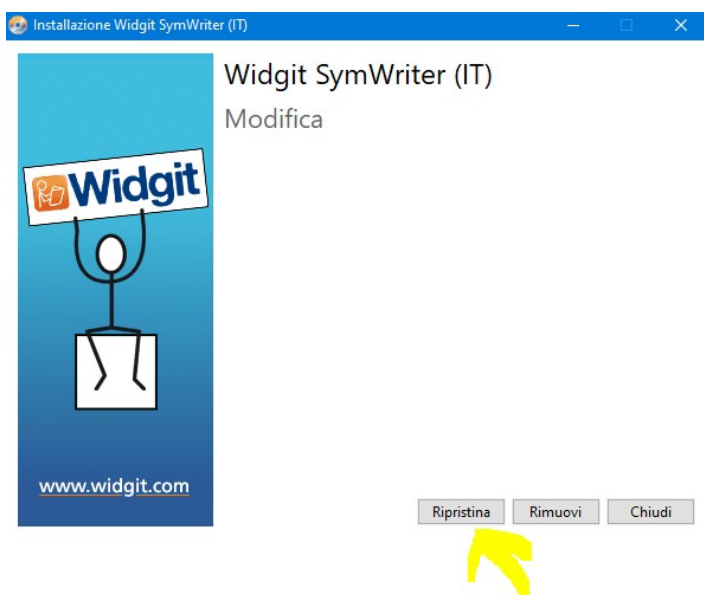 Installazione Widgit SymWriter (IT)
Widgit SymWriter (IT)
Modifica
Widgit
www.widgit.com
Ripristina Rimuovi Chiudi